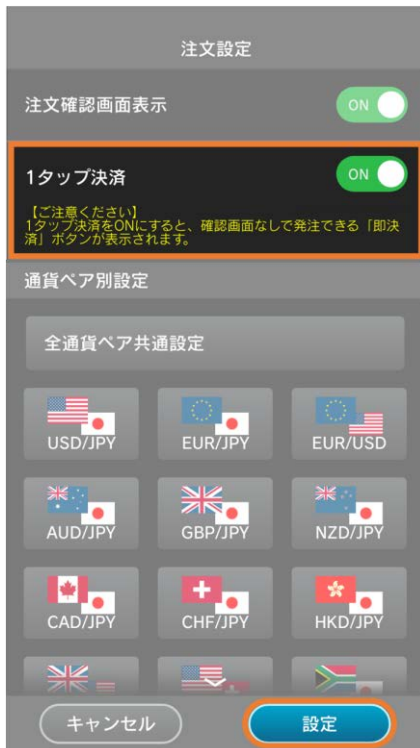 注文設定
注文確認画面表示
ON
1タップ決済
ON
【ご注意ください】
1タップ決済をONにすると、確認画面なしで発注できる「即決
済」ボタンが表示されます。
通貨ペア別設定
全通貨ペア共通設定
USD/JPY EUR/JPY EUR/USD
AUD/JPY GBP/JPY NZD/JPY
CAD/JPY CHF/JPY HKD/JPY
キャンセル 設定